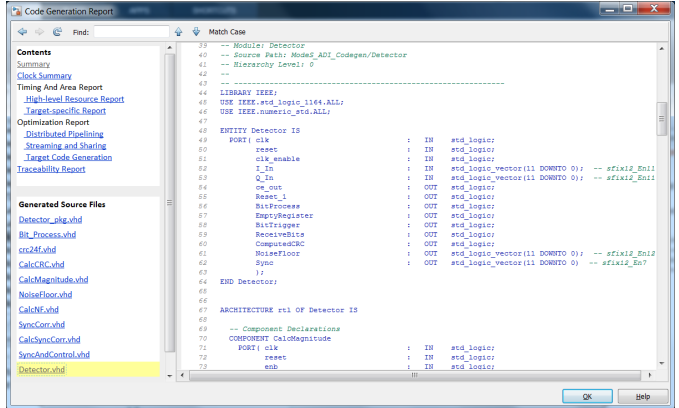 Code Generation Report
Find:
Match Case
Contents
Summary
Clock Summary
Timing And Area Report
High-level Resource Report
Target-specific Report
Optimization Report
Distributed Pipelining
Streaming and Sharing
Target Code Generation
Traceability Report
Generated Source Files
Detector_pkg.vhd
Bit_Process.vhd
crc24f.vhd
CalcCRC.vhd
CalcMagnitude.vhd
NoiseFloor.vhd
CalcNF.vhd
SyncCorr.vhd
CalcSyncCorr.vhd
SyncAndControl.vhd
Detector.vhd
39 -- Module: Detector
40 -- Source Path: ModeS_ADI_Codegen/Detector
41 -- Hierarchy Level: 0
42 --
43 -- -------------------------------------------------------------
44 LIBRARY IEEE;
45 USE IEEE.std_logic_1164.ALL;
46 USE IEEE.numeric_std.ALL;
47
48 ENTITY Detector IS
49 PORT( clk : IN std_logic;
50 reset : IN std_logic;
51 clk_enable : IN std_logic;
52 I_In : IN std_logic_vector(11 DOWNTO 0); -- sfix12_En11
53 Q_In : IN std_logic_vector(11 DOWNTO 0); -- sfix12_En11
54 ce_out : OUT std_logic;
55 Reset_1 : OUT std_logic;
56 BitProcess : OUT std_logic;
57 EmptyRegister : OUT std_logic;
58 BitTrigger : OUT std_logic;
59 ReceiveBits : OUT std_logic;
60 ComputedCRC : OUT std_logic;
61 NoiseFloor : OUT std_logic_vector(11 DOWNTO 0); -- sfix12_En12
62 Sync : OUT std_logic_vector(11 DOWNTO 0) -- sfix12_En7
63 );
64 END Detector;
65
66
67 ARCHITECTURE rtl OF Detector IS
68
69 -- Component Declarations
70 COMPONENT CalcMagnitude
71 PORT( clk : IN std_logic;
72 reset : IN std_logic;
73 enb : IN std_logic;
OK
Help